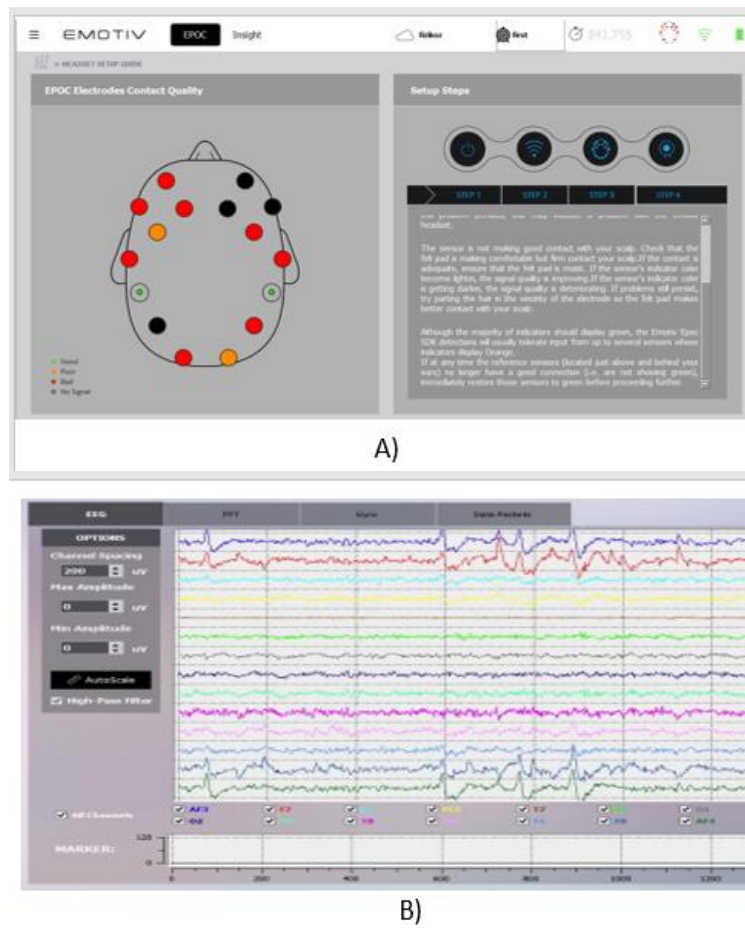 EMOTIV EPOC Insight first 841.755
> HEADSET SETUP GUIDE
EPOC Electrodes Contact Quality
Good
Poor
Bad
No Signal
Setup Steps
STEP 1 STEP 2 STEP 3 STEP 4
headset.
The sensor is not making good contact with your scalp. Check that the
felt pad is making comfortable but firm contact your scalp.If the contact is
adequate, ensure that the felt pad is moist. If the sensor's indicator color
become lighter, the signal quality is improving.If the sensor's indicator color
is getting darker, the signal quality is deteriorating. If problems still persist,
try parting the hair in the vicinity of the electrode so the felt pad makes
better contact with your scalp.
Although the majority of indicators should display green, the Emotiv Epoc
SDK detections will usually tolerate input from up to several sensors where
indicators display Orange.
If at any time the reference sensors (located just above and behind your
ears) no longer have a good connection (i.e. are not showing green),
immediately restore those sensors to green before proceeding further.
A)
EEG FFT Gyro Data Packets
OPTIONS
Channel Spacing
200 uV
Max Amplitude
0 uV
Min Amplitude
0 uV
AutoScale
High-Pass Filter
All Channels
AF3 F7 T7
O2 T8 F8 AF4
MARKER:
128
0
0 200 400 600 800 1000 1200
B)